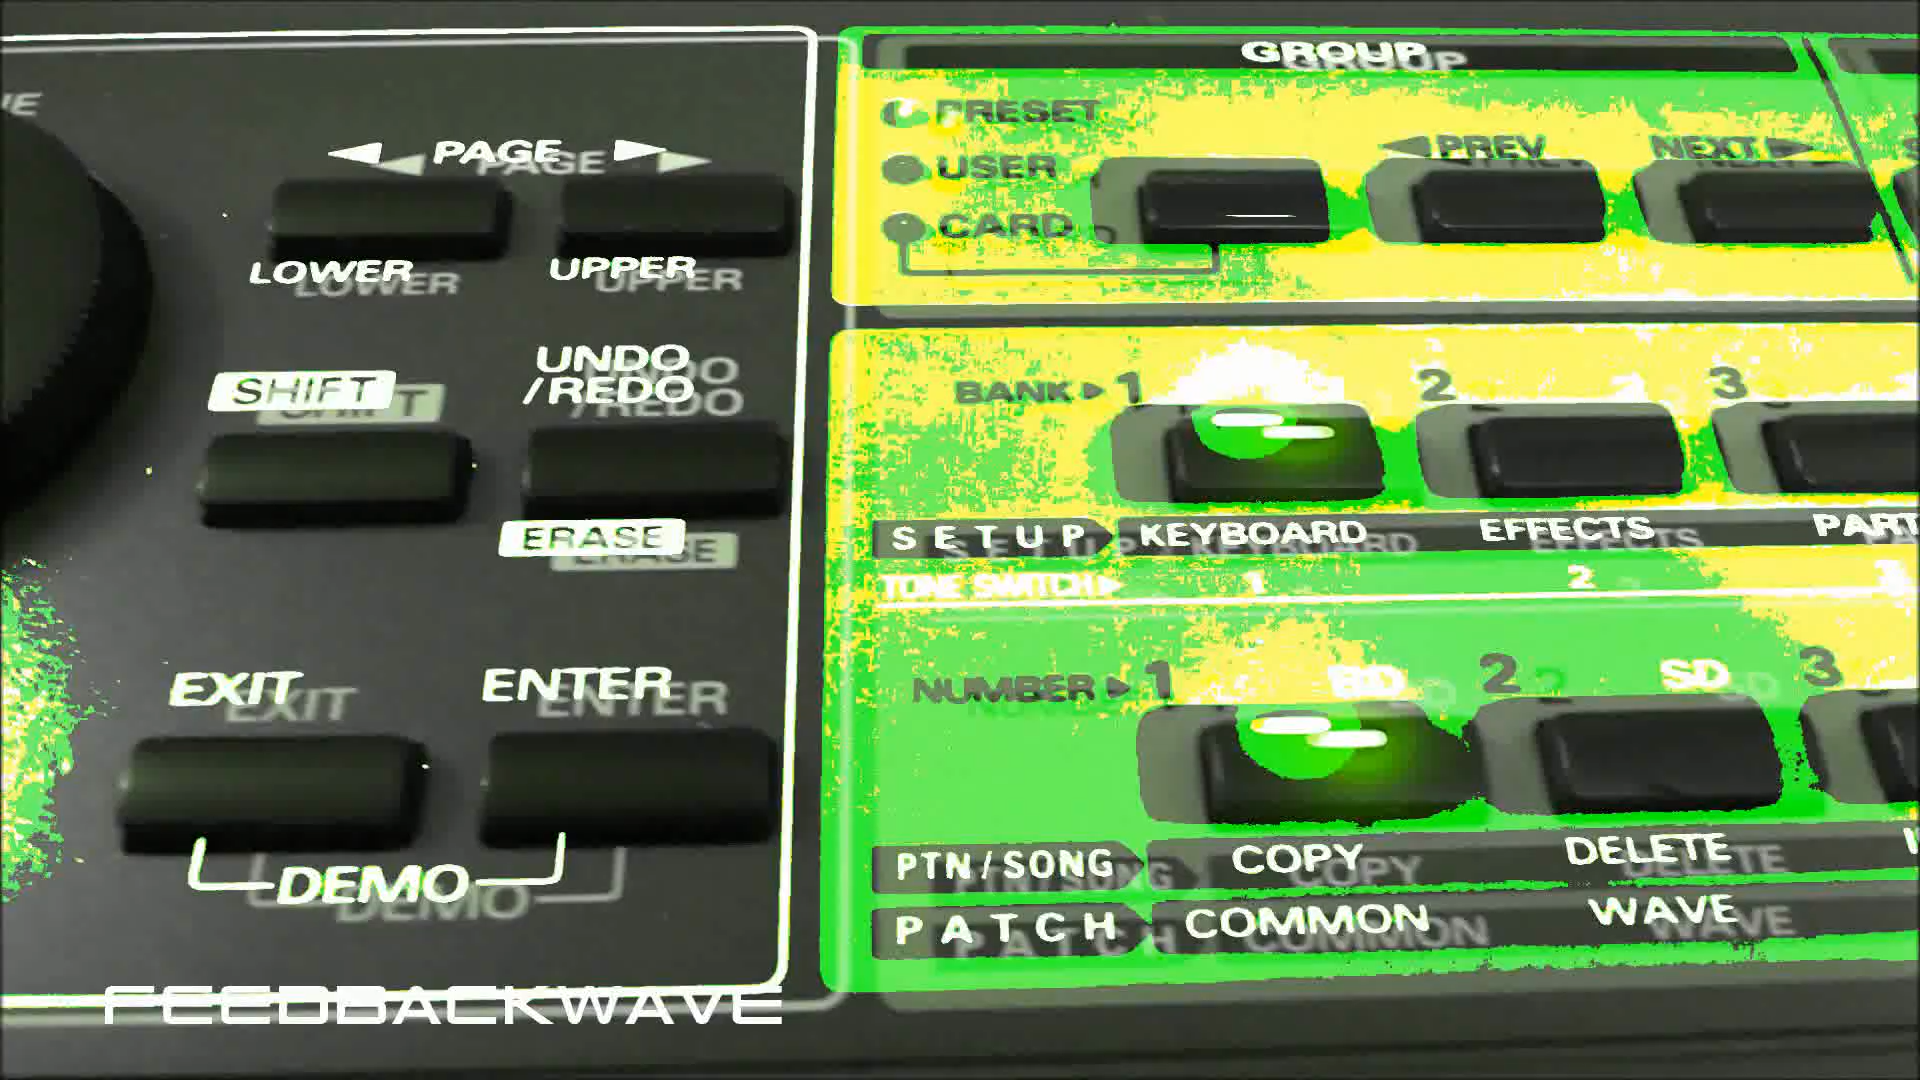 GROUP
PRESET
◀ PAGE ▶
◀PREV NEXT▶
USER
CARD
LOWER UPPER
UNDO
/REDO
SHIFT
BANK ▶ 1 2 3
ERASE
SETUP KEYBOARD EFFECTS PART
TONE SWITCH▶ 1 2 3
EXIT ENTER
NUMBER ▶ 1 BD 2 SD 3
PTN/SONG COPY DELETE
DEMO
PATCH COMMON WAVE
FEEDBACKWAVE